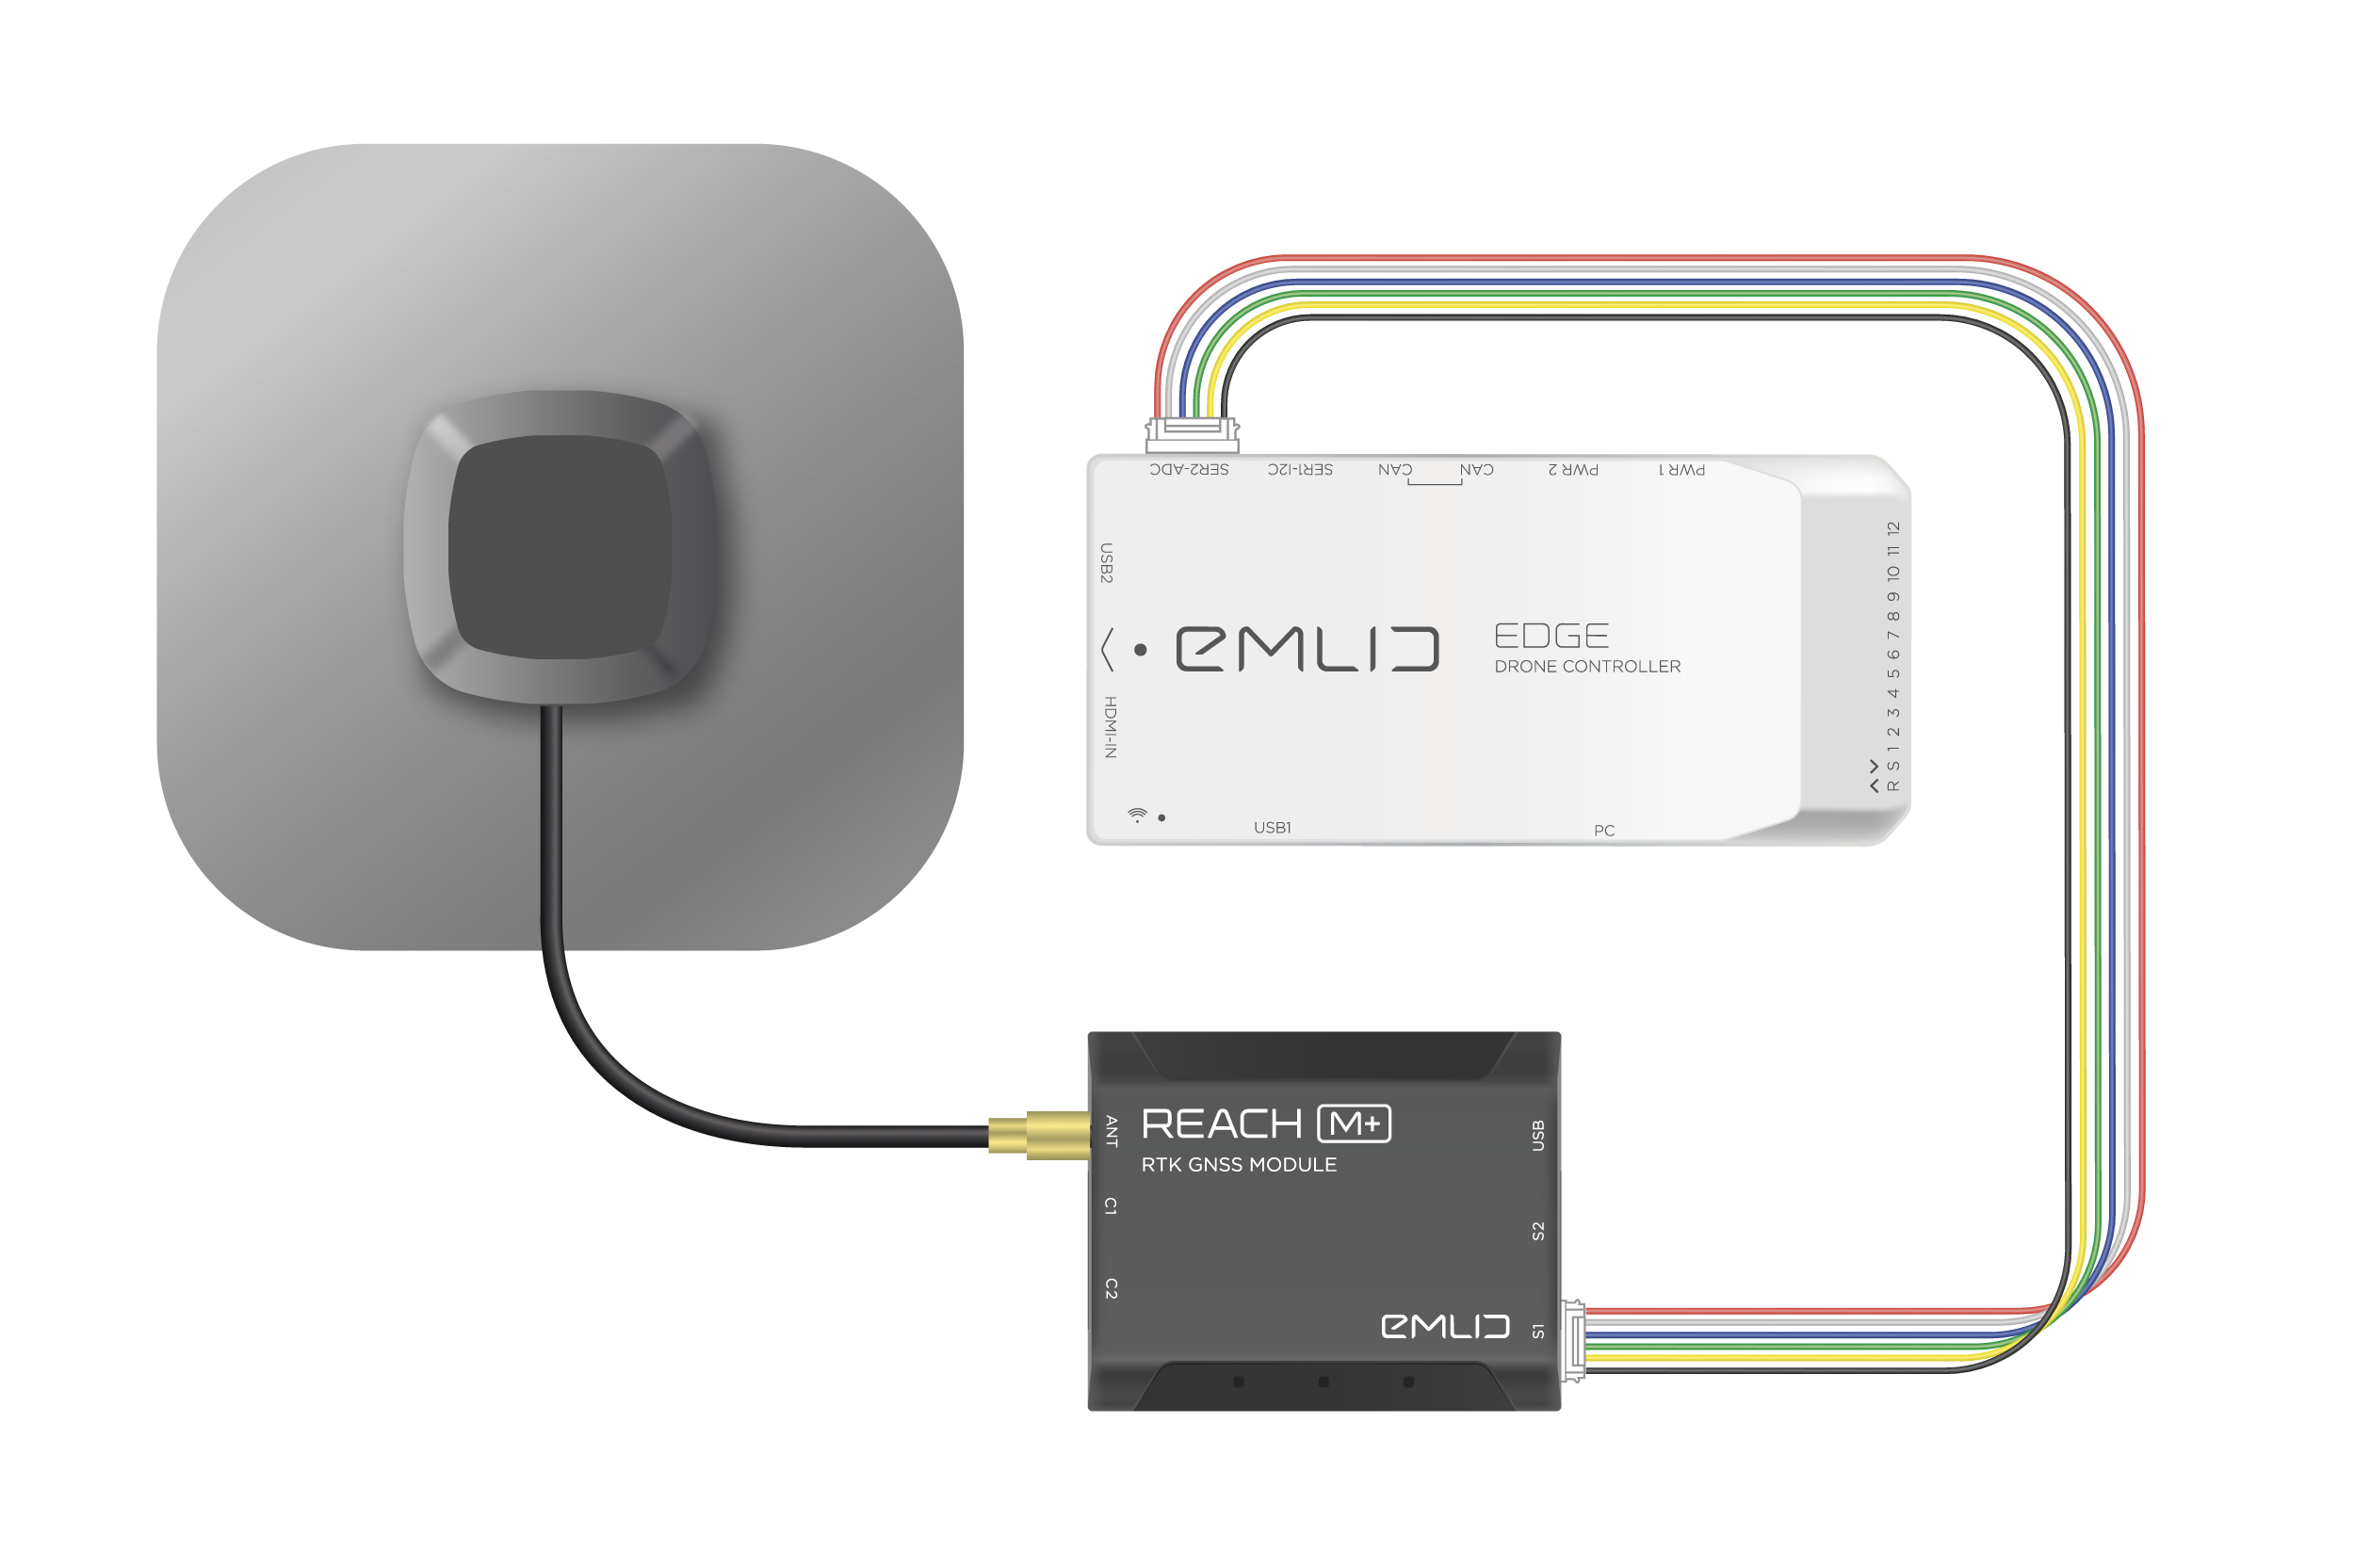 SER2-ADC
SER1-I2C
CAN
CAN
PWR 2
PWR 1
USB2
HDMI-IN
EMLID
EDGE
DRONE CONTROLLER
R S 1 2 3 4 5 6 7 8 9 10 11 12
USB1
PC
ANT
C1
C2
REACH M+
RTK GNSS MODULE
USB
S2
S1
EMLID